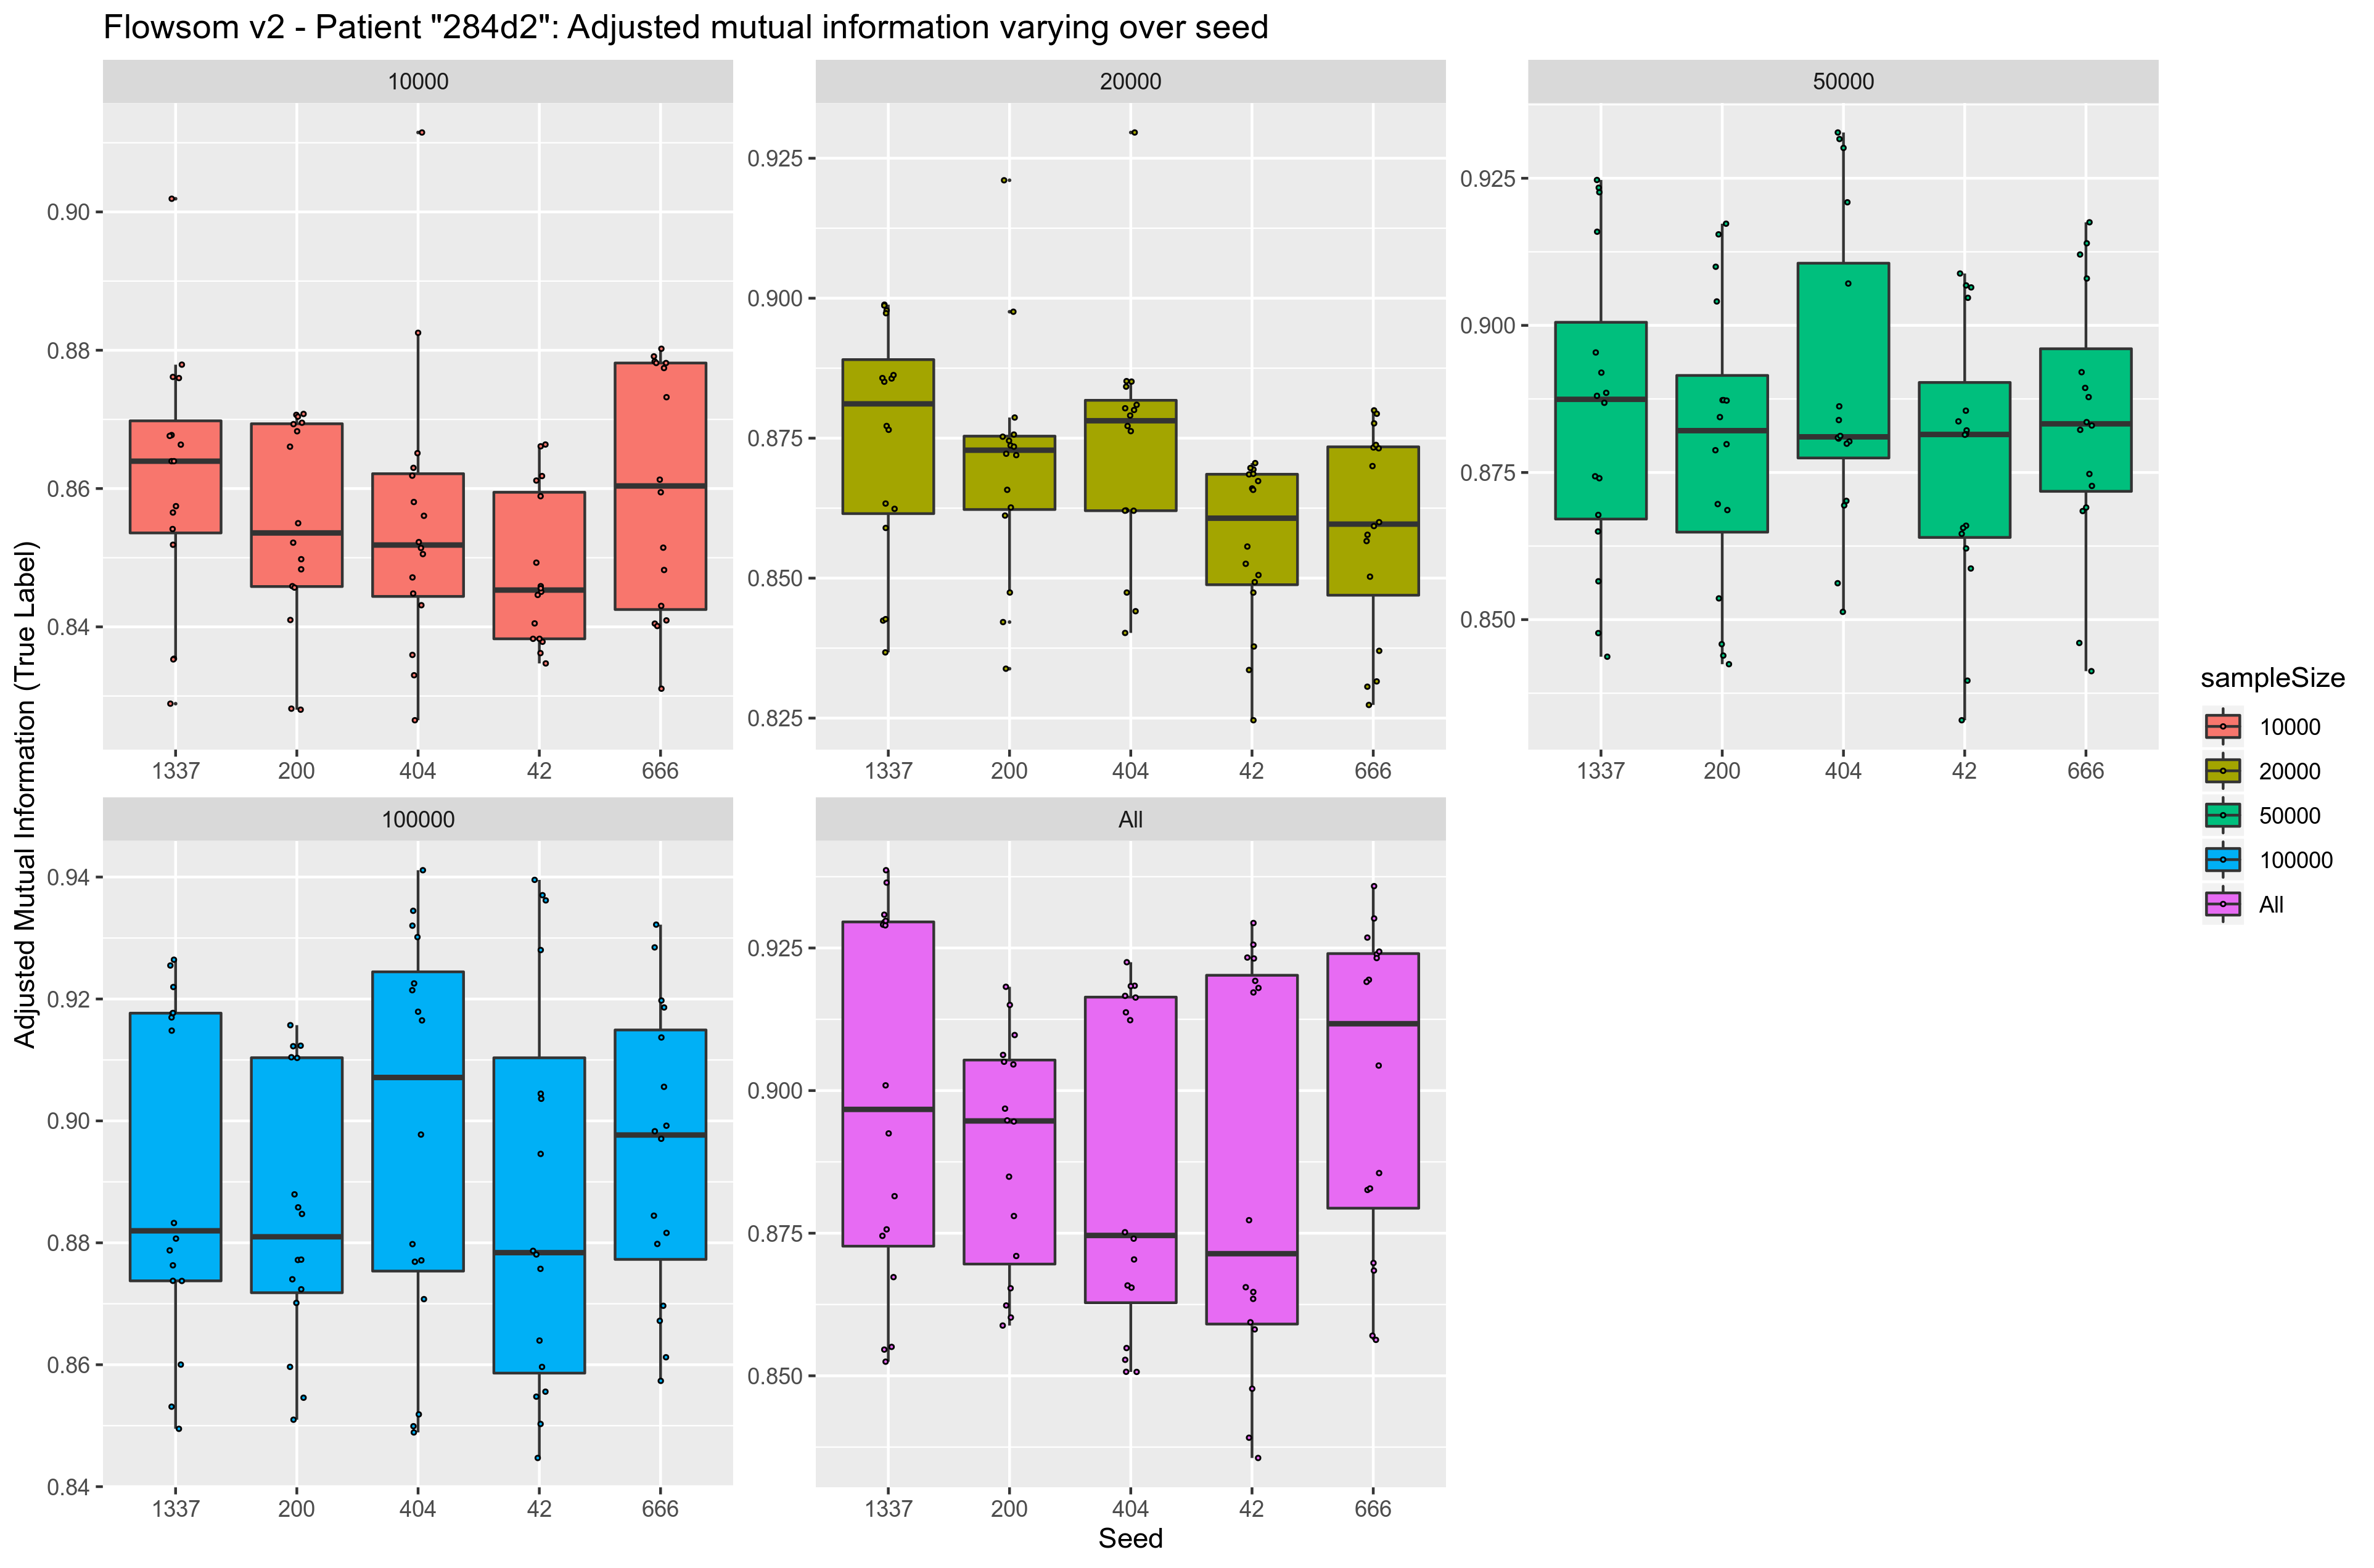 Flowsom v2 - Patient "284d2": Adjusted mutual information varying over seed
10000
20000
50000
0.90
0.88
0.86
0.84
0.925
0.900
0.875
0.850
0.825
0.925
0.900
0.875
0.850
1337 200 404 42 666
1337 200 404 42 666
1337 200 404 42 666
100000
All
0.94
0.92
0.90
0.88
0.86
0.84
0.925
0.900
0.875
0.850
1337 200 404 42 666
1337 200 404 42 666
Seed
Adjusted Mutual Information (True Label)
sampleSize
10000
20000
50000
100000
All